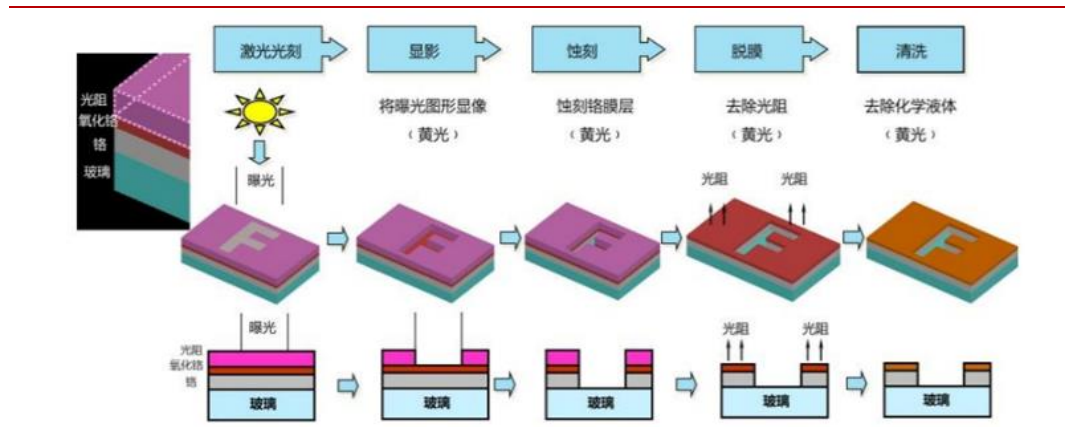 激光光刻
显影
蚀刻
脱膜
清洗
将曝光图形显像
（黄光）
蚀刻铬膜层
（黄光）
去除光阻
（黄光）
去除化学液体
（黄光）
光阻
氧化铬
铬
玻璃
曝光
光阻
光阻
曝光
光阻
氧化铬
铬
玻璃
玻璃
玻璃
光阻
光阻
玻璃
玻璃